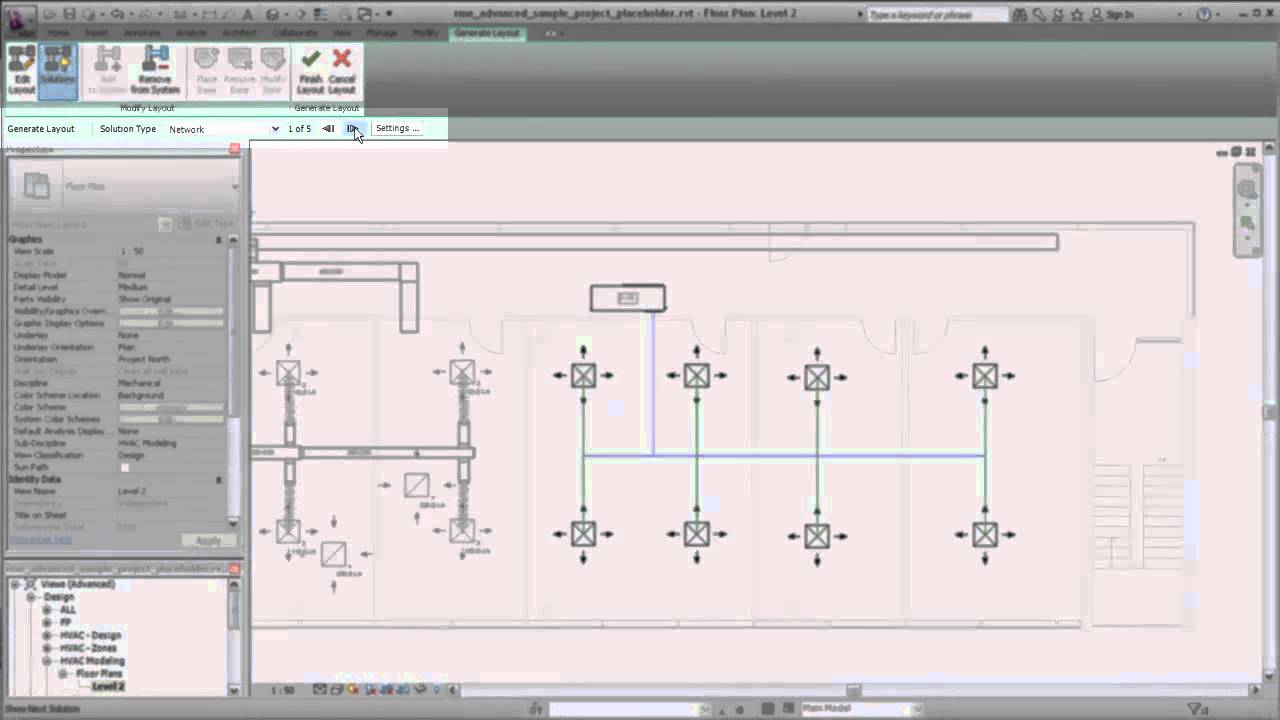 rme_advanced_sample_project_placeholder.rvt - Floor Plan: Level 2
Type a keyword or phrase
Sign In
Home Insert Annotate Analyze Architect Collaborate View Manage Modify Generate Layout
Edit Layout
Solutions
Remove from System
Place Base
Remove Base
Modify Base
Finish Layout
Cancel Layout
Modify Layout
Generate Layout
Generate Layout Solution Type Network 1 of 5 Settings ...
Properties
Floor Plan
Floor Plan: Level 2 Edit Type
Graphics
View Scale 1 : 50
Display Model Normal
Detail Level Medium
Parts Visibility Show Original
Visibility/Graphics Overri... Edit...
Graphic Display Options Edit...
Underlay None
Underlay Orientation Plan
Orientation Project North
Wall Join Display Clean all wall joins
Discipline Mechanical
Color Scheme Location Background
Color Scheme
System Color Schemes Edit...
Default Analysis Display ... None
Sub-Discipline HVAC Modeling
View Classification Design
Sun Path
Identity Data
View Name Level 2
Dependency Independent
Title on Sheet
Referencing Sheet
Properties help Apply
rme_advanced_sample_project_placeholder.rv...
Views (Advanced)
Design
ALL
FP
HVAC - Design
HVAC - Zones
HVAC Modeling
Floor Plans
Level 2
1 : 50
Show Next Solution
Main Model